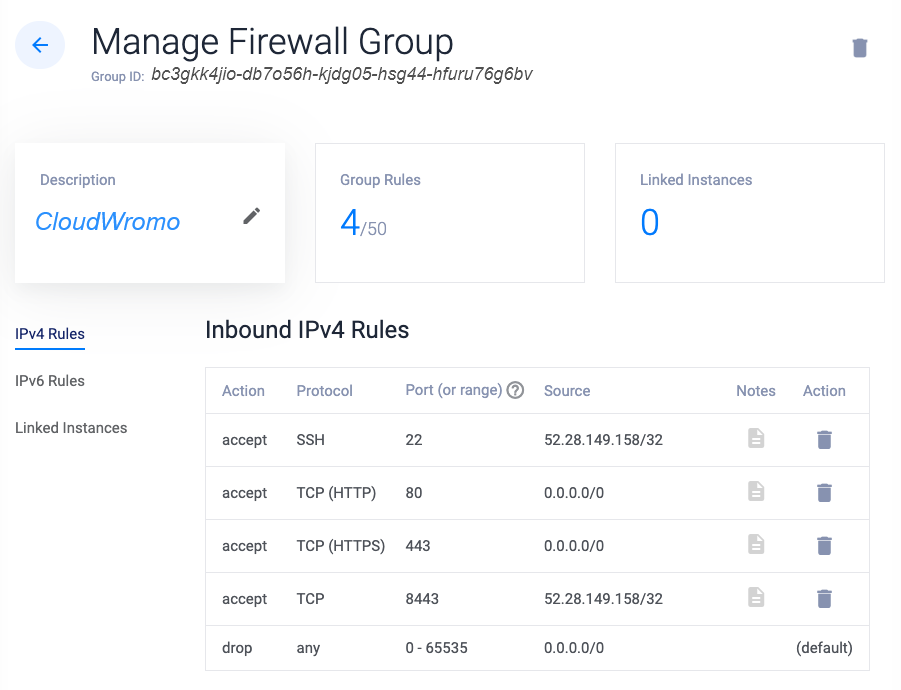 Manage Firewall Group
Group ID: bc3gkk4jio-db7o56h-kjdg05-hsg44-hfuru76g6bv
Description
CloudWromo
Group Rules
4/50
Linked Instances
0
IPv4 Rules
IPv6 Rules
Linked Instances
Inbound IPv4 Rules
Action Protocol Port (or range) ? Source Notes Action
accept SSH 22 52.28.149.158/32
accept TCP (HTTP) 80 0.0.0.0/0
accept TCP (HTTPS) 443 0.0.0.0/0
accept TCP 8443 52.28.149.158/32
drop any 0 - 65535 0.0.0.0/0 (default)